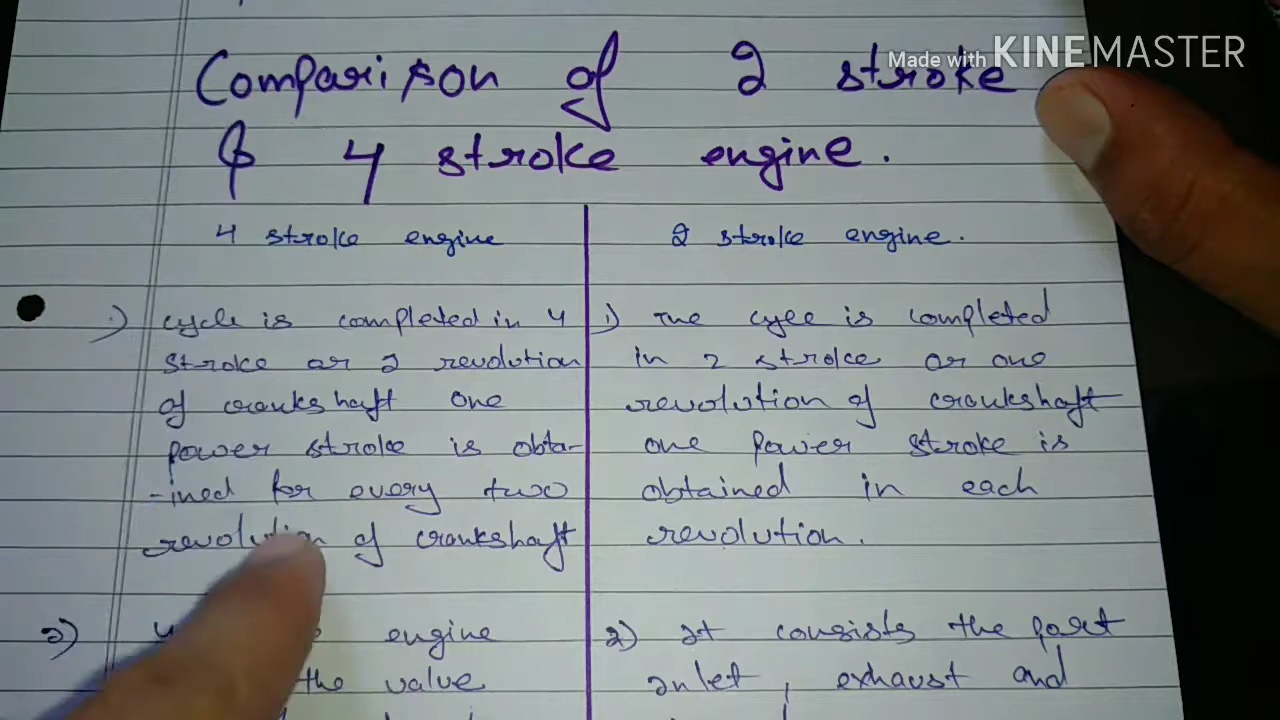 Made with KINEMASTER
Comparison of 2 stroke
& 4 stroke engine.
4 stroke engine
2 stroke engine.
1) cycle is completed in 4
stroke or 2 revolution
of crankshaft one
power stroke is obta-
-ined for every two
revolution of crankshaft
1) The cycle is completed
in 2 stroke or one
revolution of crankshaft
one power stroke is
obtained in each
revolution.
2) engine
the value
2) It consists the part
inlet, exhaust and